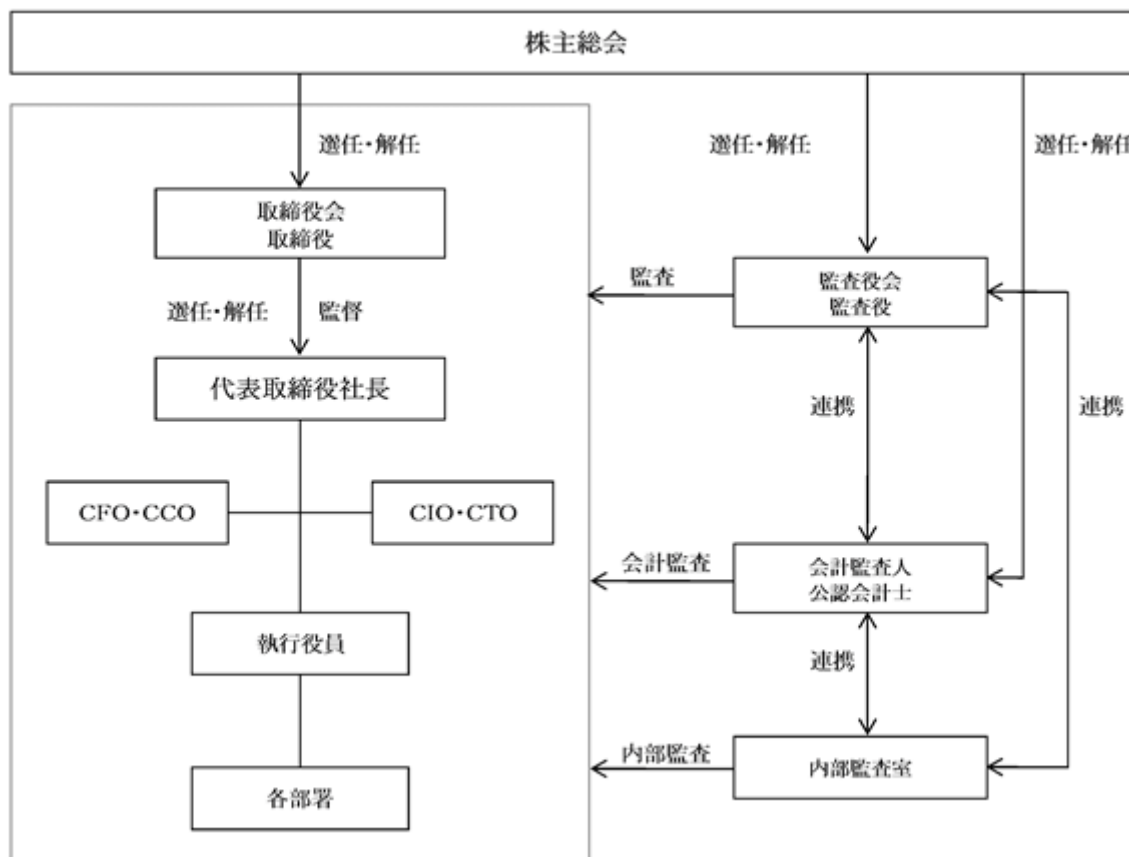 株主総会
選任・解任
選任・解任
選任・解任
取締役会
取締役
監査
監査役会
監査役
選任・解任
監督
代表取締役社長
連携
連携
CFO・CCO
CIO・CTO
会計監査
会計監査人
公認会計士
執行役員
連携
内部監査
内部監査室
各部署